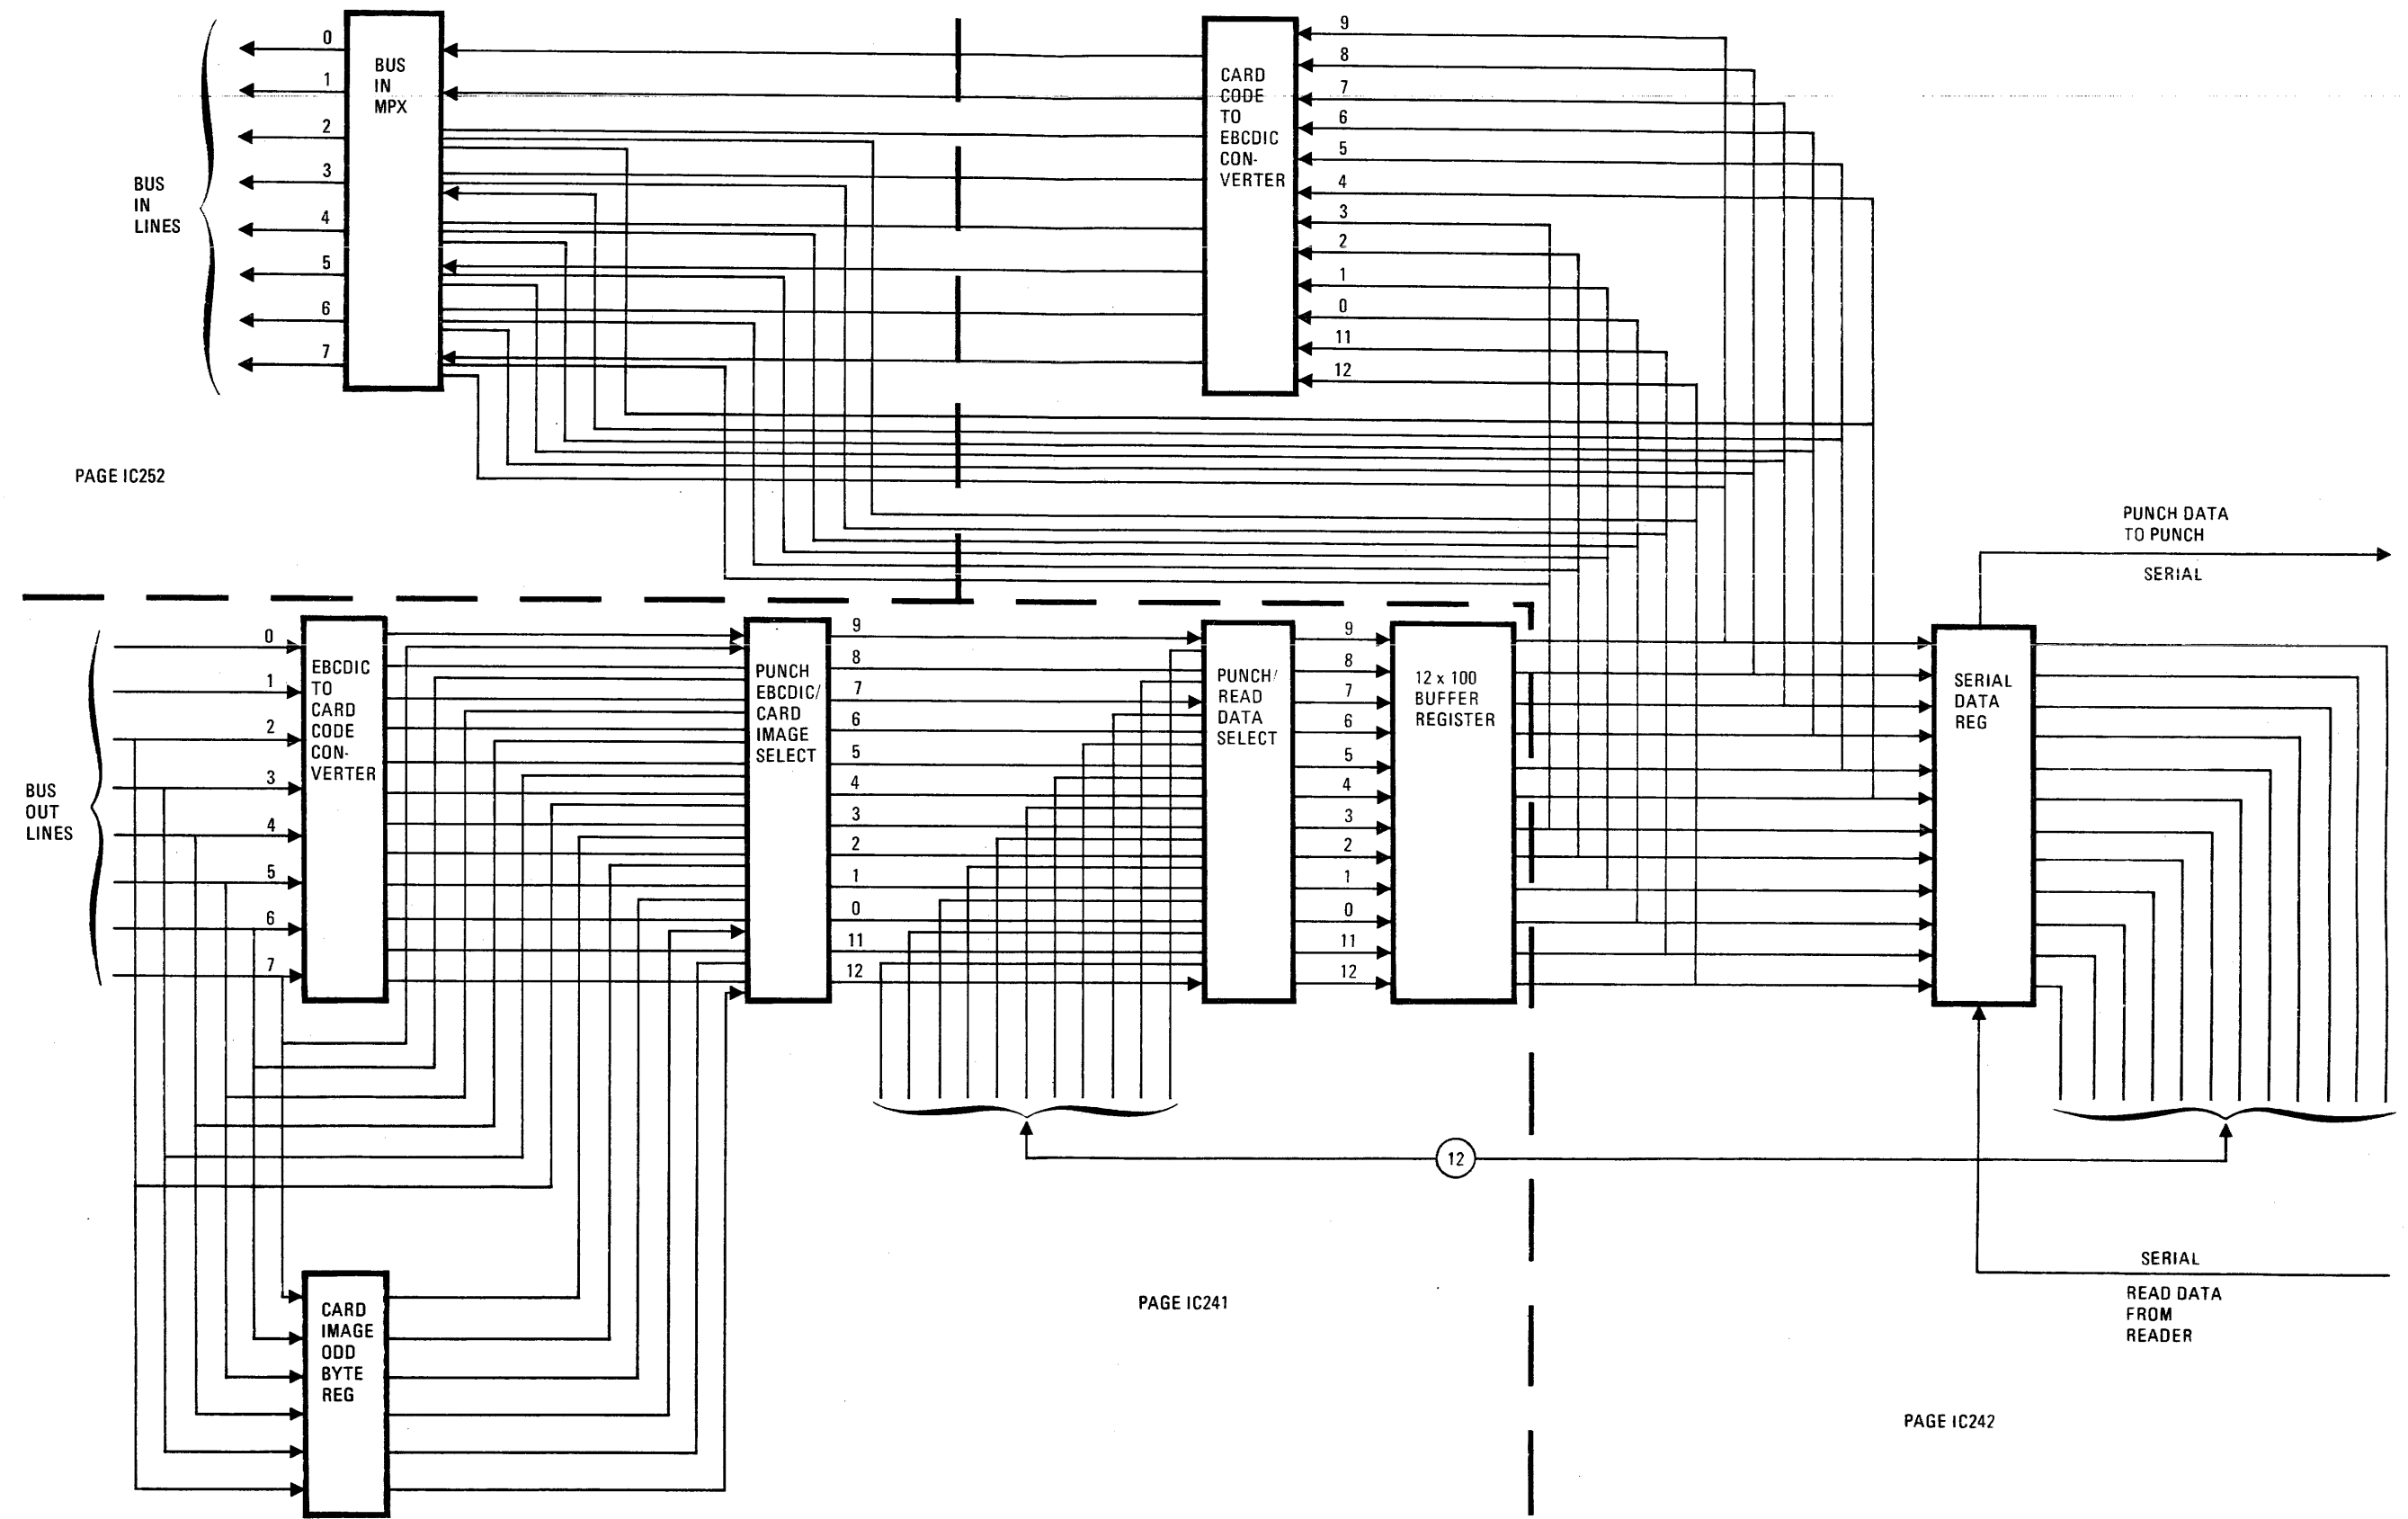 0
1
2
3
4
5
6
7
BUS
IN
LINES
BUS
IN
MPX
CARD
CODE
TO
EBCDIC
CON-
VERTER
9
8
7
6
5
4
3
2
1
0
11
12
PAGE IC252
PUNCH DATA
TO PUNCH
SERIAL
BUS
OUT
LINES
0
1
2
3
4
5
6
7
EBCDIC
TO
CARD
CODE
CON-
VERTER
PUNCH
EBCDIC/
CARD
IMAGE
SELECT
9
8
7
6
5
4
3
2
1
0
11
12
PUNCH/
READ
DATA
SELECT
9
8
7
6
5
4
3
2
1
0
11
12
12 x 100
BUFFER
REGISTER
SERIAL
DATA
REG
12
CARD
IMAGE
ODD
BYTE
REG
PAGE IC241
SERIAL
READ DATA
FROM
READER
PAGE IC242